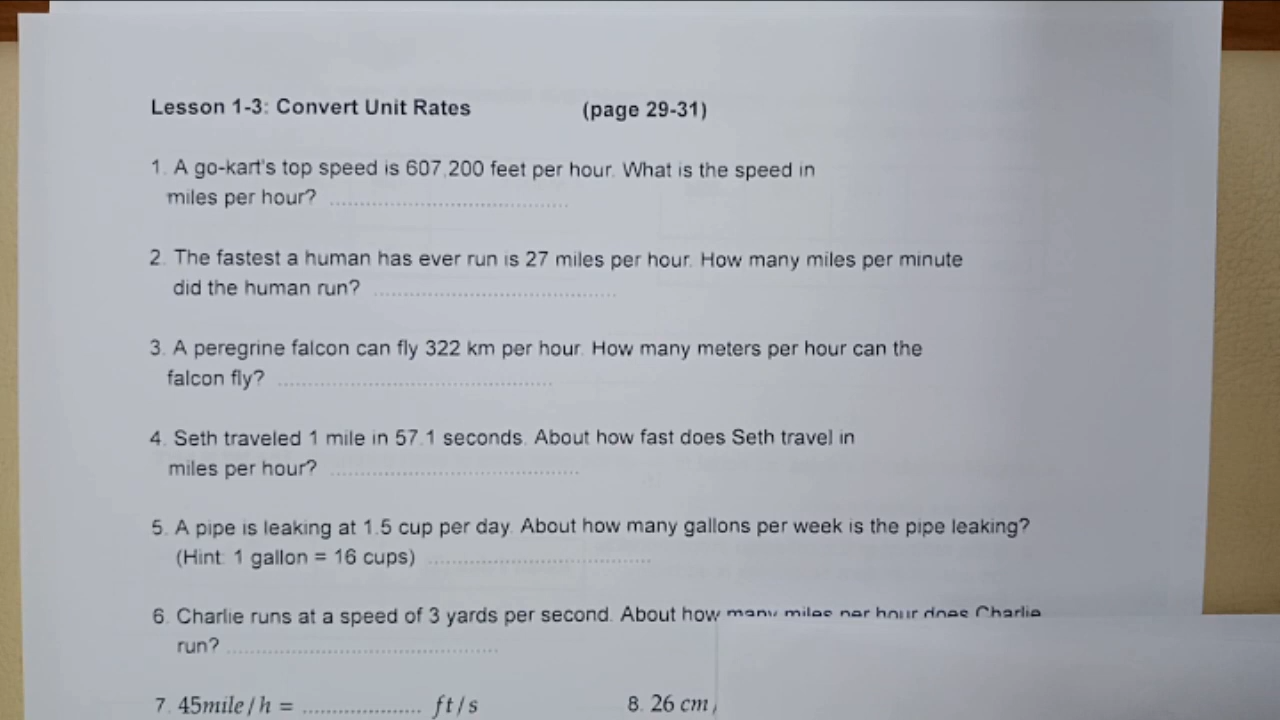 Lesson 1-3: Convert Unit Rates (page 29-31)
1. A go-kart's top speed is 607,200 feet per hour. What is the speed in
miles per hour? ........................................
2. The fastest a human has ever run is 27 miles per hour. How many miles per minute
did the human run? ........................................
3. A peregrine falcon can fly 322 km per hour. How many meters per hour can the
falcon fly? ........................................
4. Seth traveled 1 mile in 57.1 seconds. About how fast does Seth travel in
miles per hour? ........................................
5. A pipe is leaking at 1.5 cup per day. About how many gallons per week is the pipe leaking?
(Hint: 1 gallon = 16 cups) ........................................
6. Charlie runs at a speed of 3 yards per second. About how many miles per hour does Charlie
run? ........................................
7. 45mile/h = .................... ft/s 8. 26 cm/